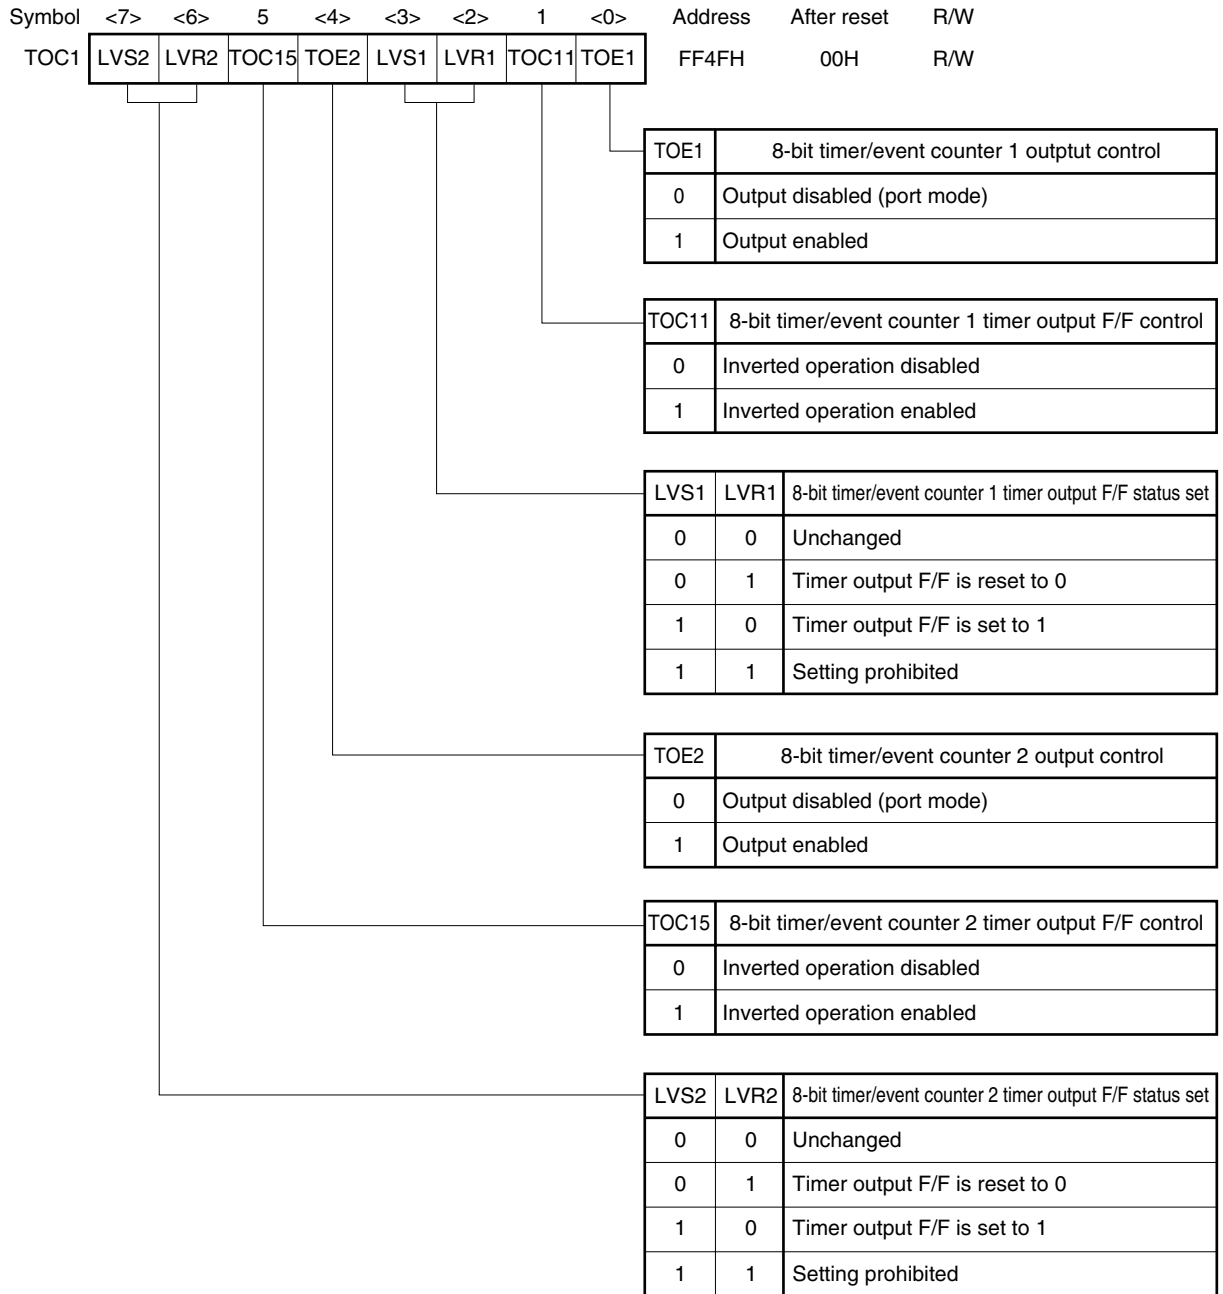 Symbol <7> <6> 5 <4> <3> <2> 1 <0> Address After reset R/W
TOC1 LVS2 LVR2 TOC15 TOE2 LVS1 LVR1 TOC11 TOE1 FF4FH 00H R/W
TOE1 8-bit timer/event counter 1 outptut control
0 Output disabled (port mode)
1 Output enabled
TOC11 8-bit timer/event counter 1 timer output F/F control
0 Inverted operation disabled
1 Inverted operation enabled
LVS1 LVR1 8-bit timer/event counter 1 timer output F/F status set
0 0 Unchanged
0 1 Timer output F/F is reset to 0
1 0 Timer output F/F is set to 1
1 1 Setting prohibited
TOE2 8-bit timer/event counter 2 output control
0 Output disabled (port mode)
1 Output enabled
TOC15 8-bit timer/event counter 2 timer output F/F control
0 Inverted operation disabled
1 Inverted operation enabled
LVS2 LVR2 8-bit timer/event counter 2 timer output F/F status set
0 0 Unchanged
0 1 Timer output F/F is reset to 0
1 0 Timer output F/F is set to 1
1 1 Setting prohibited